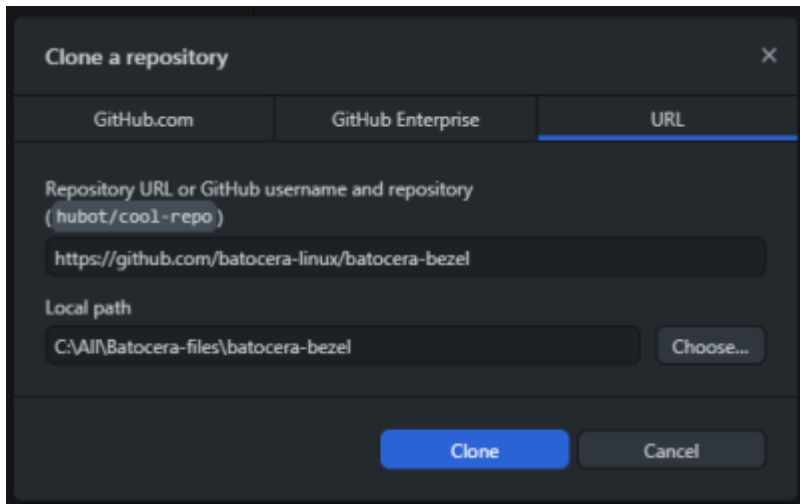 Clone a repository
GitHub.com
GitHub Enterprise
URL
Repository URL or GitHub username and repository
(hubot/cool-repo)
https://github.com/batocera-linux/batocera-bezel
Local path
C:\All\Batocera-files\batocera-bezel
Choose...
Clone
Cancel